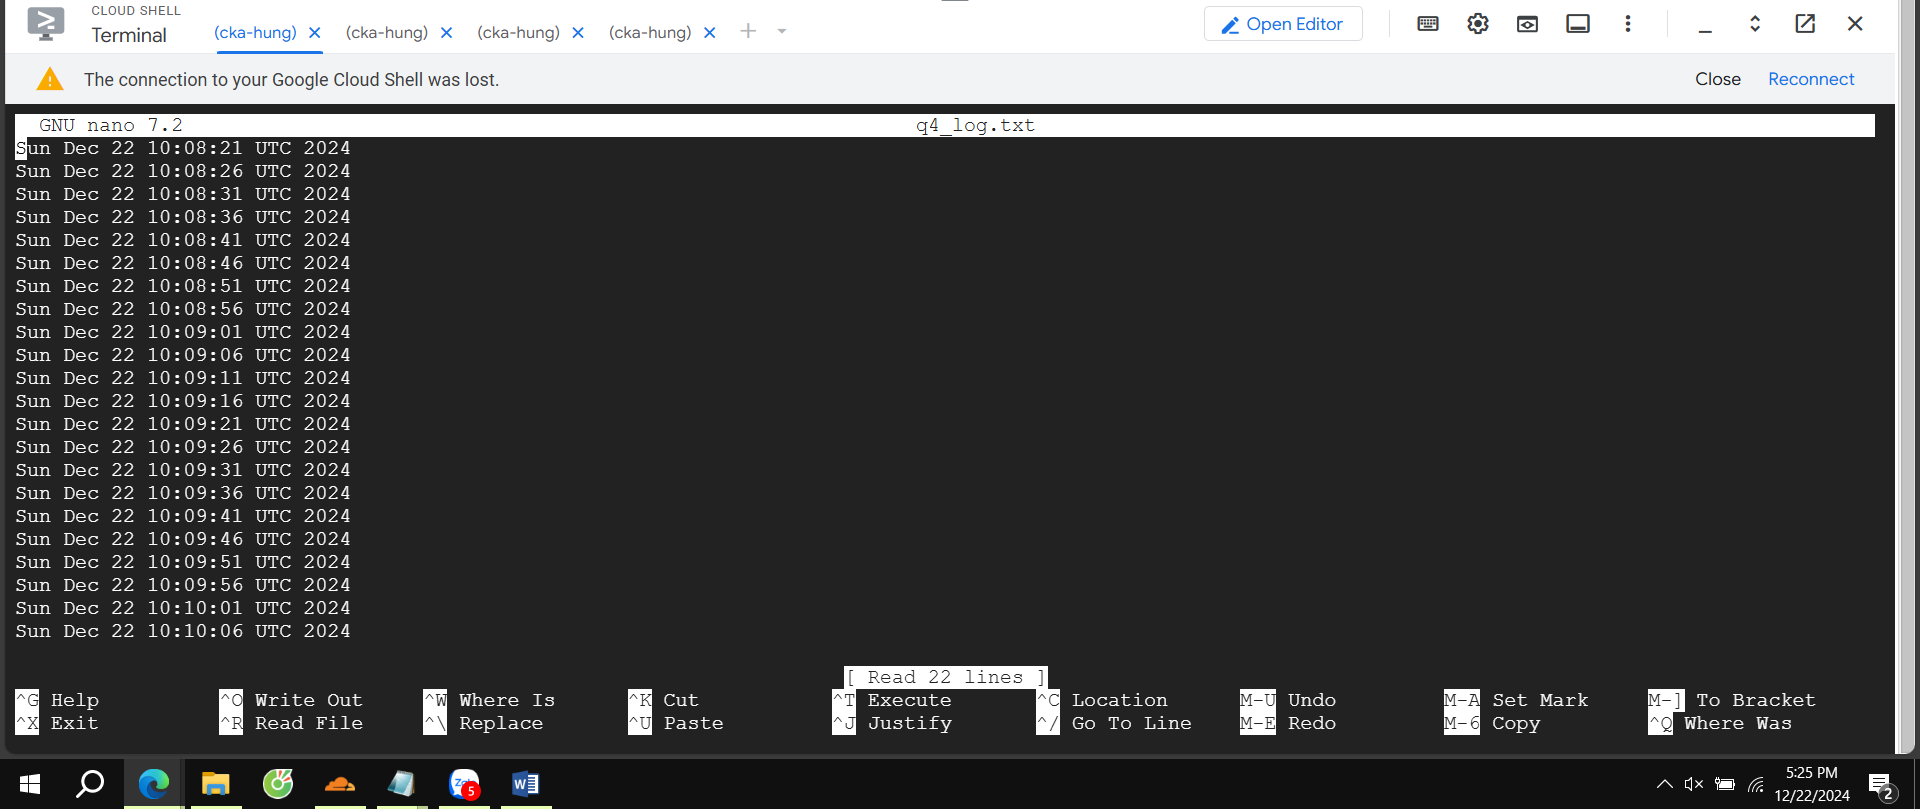 CLOUD SHELL
Terminal
(cka-hung) (cka-hung) (cka-hung) (cka-hung)
Open Editor
The connection to your Google Cloud Shell was lost.
Close Reconnect
GNU nano 7.2 q4_log.txt
Sun Dec 22 10:08:21 UTC 2024
Sun Dec 22 10:08:26 UTC 2024
Sun Dec 22 10:08:31 UTC 2024
Sun Dec 22 10:08:36 UTC 2024
Sun Dec 22 10:08:41 UTC 2024
Sun Dec 22 10:08:46 UTC 2024
Sun Dec 22 10:08:51 UTC 2024
Sun Dec 22 10:08:56 UTC 2024
Sun Dec 22 10:09:01 UTC 2024
Sun Dec 22 10:09:06 UTC 2024
Sun Dec 22 10:09:11 UTC 2024
Sun Dec 22 10:09:16 UTC 2024
Sun Dec 22 10:09:21 UTC 2024
Sun Dec 22 10:09:26 UTC 2024
Sun Dec 22 10:09:31 UTC 2024
Sun Dec 22 10:09:36 UTC 2024
Sun Dec 22 10:09:41 UTC 2024
Sun Dec 22 10:09:46 UTC 2024
Sun Dec 22 10:09:51 UTC 2024
Sun Dec 22 10:09:56 UTC 2024
Sun Dec 22 10:10:01 UTC 2024
Sun Dec 22 10:10:06 UTC 2024
[ Read 22 lines ]
^G Help ^O Write Out ^W Where Is ^K Cut ^T Execute ^C Location M-U Undo M-A Set Mark M-] To Bracket
^X Exit ^R Read File ^\ Replace ^U Paste ^J Justify ^/ Go To Line M-E Redo M-6 Copy ^Q Where Was
5
5:25 PM
12/22/2024
2